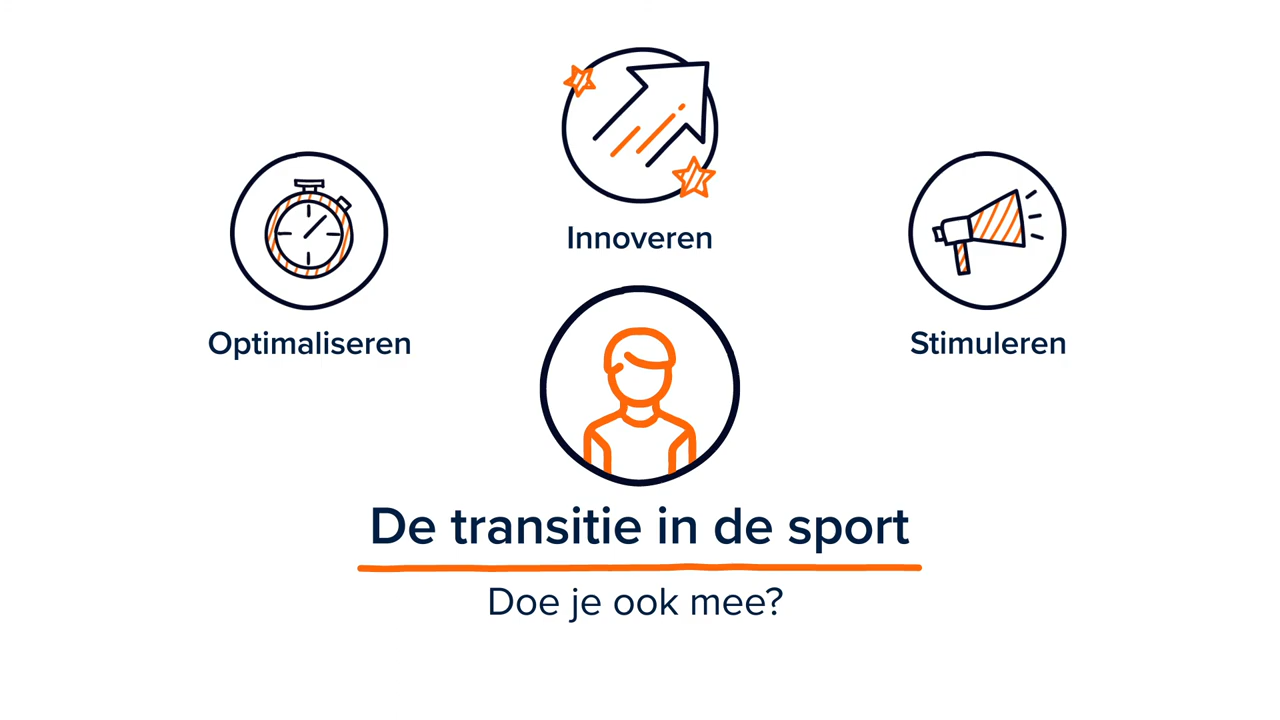 Innoveren
Optimaliseren
Stimuleren
De transitie in de sport
Doe je ook mee?